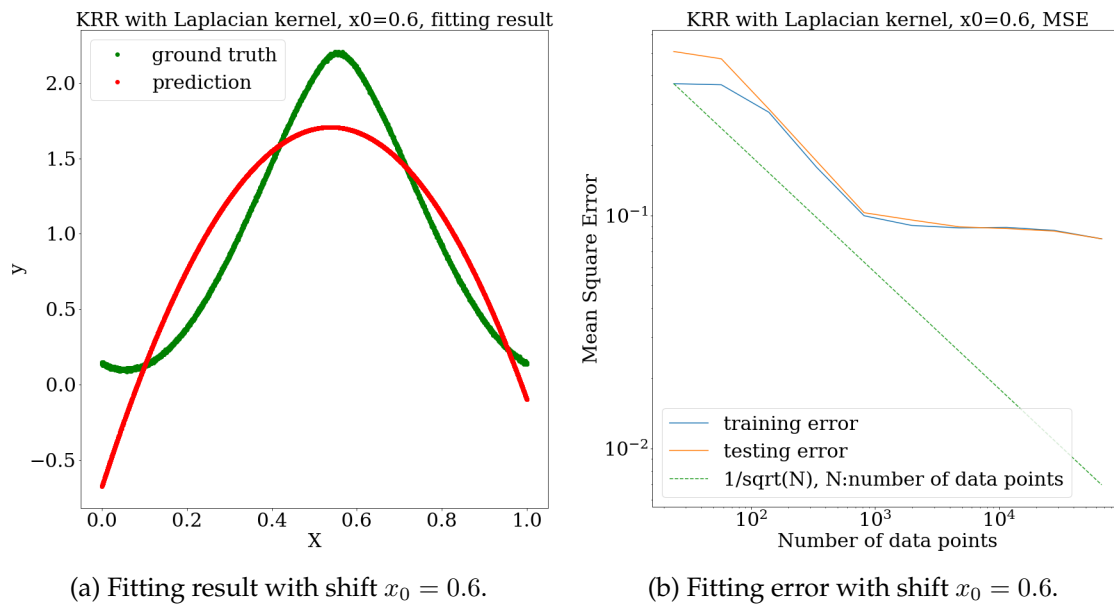 KRR with Laplacian kernel, x0=0.6, fitting result
ground truth
prediction
2.0
1.5
1.0
0.5
0.0
−0.5
y
0.0 0.2 0.4 0.6 0.8 1.0
X
(a) Fitting result with shift x₀ = 0.6.
KRR with Laplacian kernel, x0=0.6, MSE
Mean Square Error
10⁻¹
10⁻²
training error
testing error
1/sqrt(N), N:number of data points
10² 10³ 10⁴
Number of data points
(b) Fitting error with shift x₀ = 0.6.